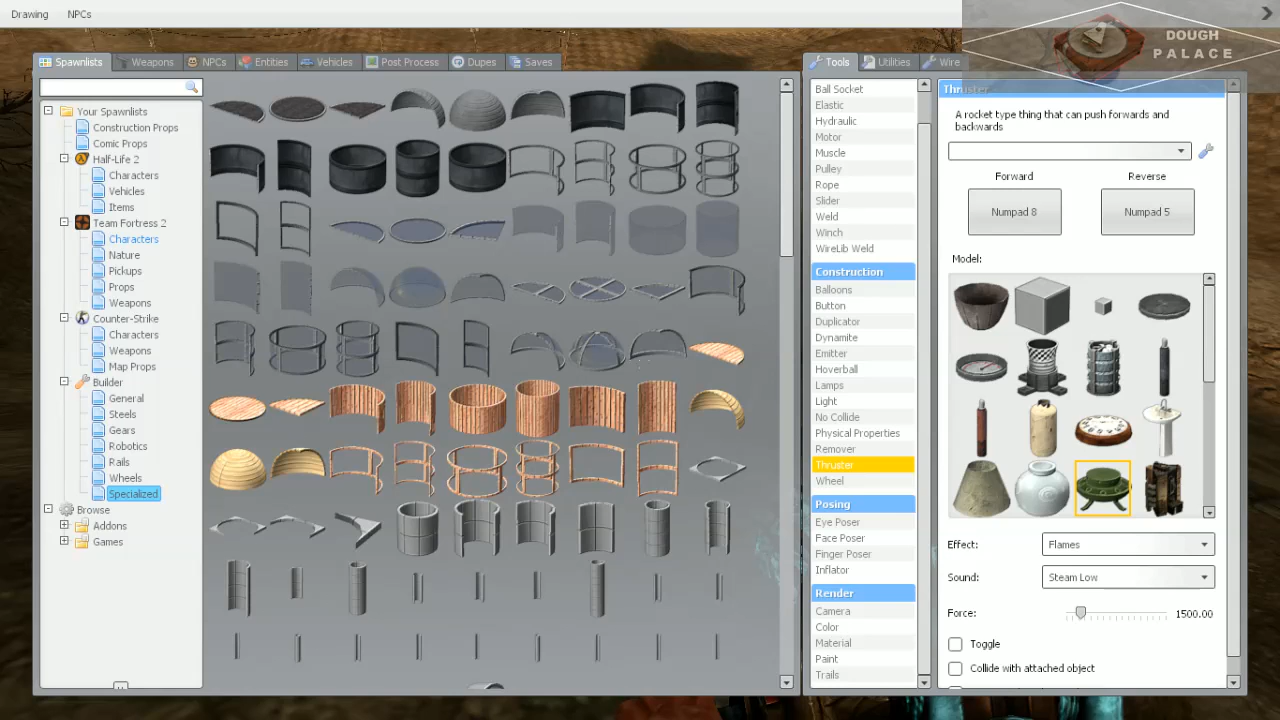 Drawing NPCs
DOUGH
PALACE
Spawnlists Weapons NPCs Entities Vehicles Post Process Dupes Saves
Tools Utilities Wire
Your Spawnlists
Construction Props
Comic Props
Half-Life 2
Characters
Vehicles
Items
Team Fortress 2
Characters
Nature
Pickups
Props
Weapons
Counter-Strike
Characters
Weapons
Map Props
Builder
General
Steels
Gears
Robotics
Rails
Wheels
Specialized
Browse
Addons
Games
Ball Socket
Elastic
Hydraulic
Motor
Muscle
Pulley
Rope
Slider
Weld
Winch
WireLib Weld
Construction
Balloons
Button
Duplicator
Dynamite
Emitter
Hoverball
Lamps
Light
No Collide
Physical Properties
Remover
Thruster
Wheel
Posing
Eye Poser
Face Poser
Finger Poser
Inflator
Render
Camera
Color
Material
Paint
Trails
Thruster
A rocket type thing that can push forwards and
backwards
Forward Reverse
Numpad 8 Numpad 5
Model:
Effect: Flames
Sound: Steam Low
Force: 1500.00
Toggle
Collide with attached object